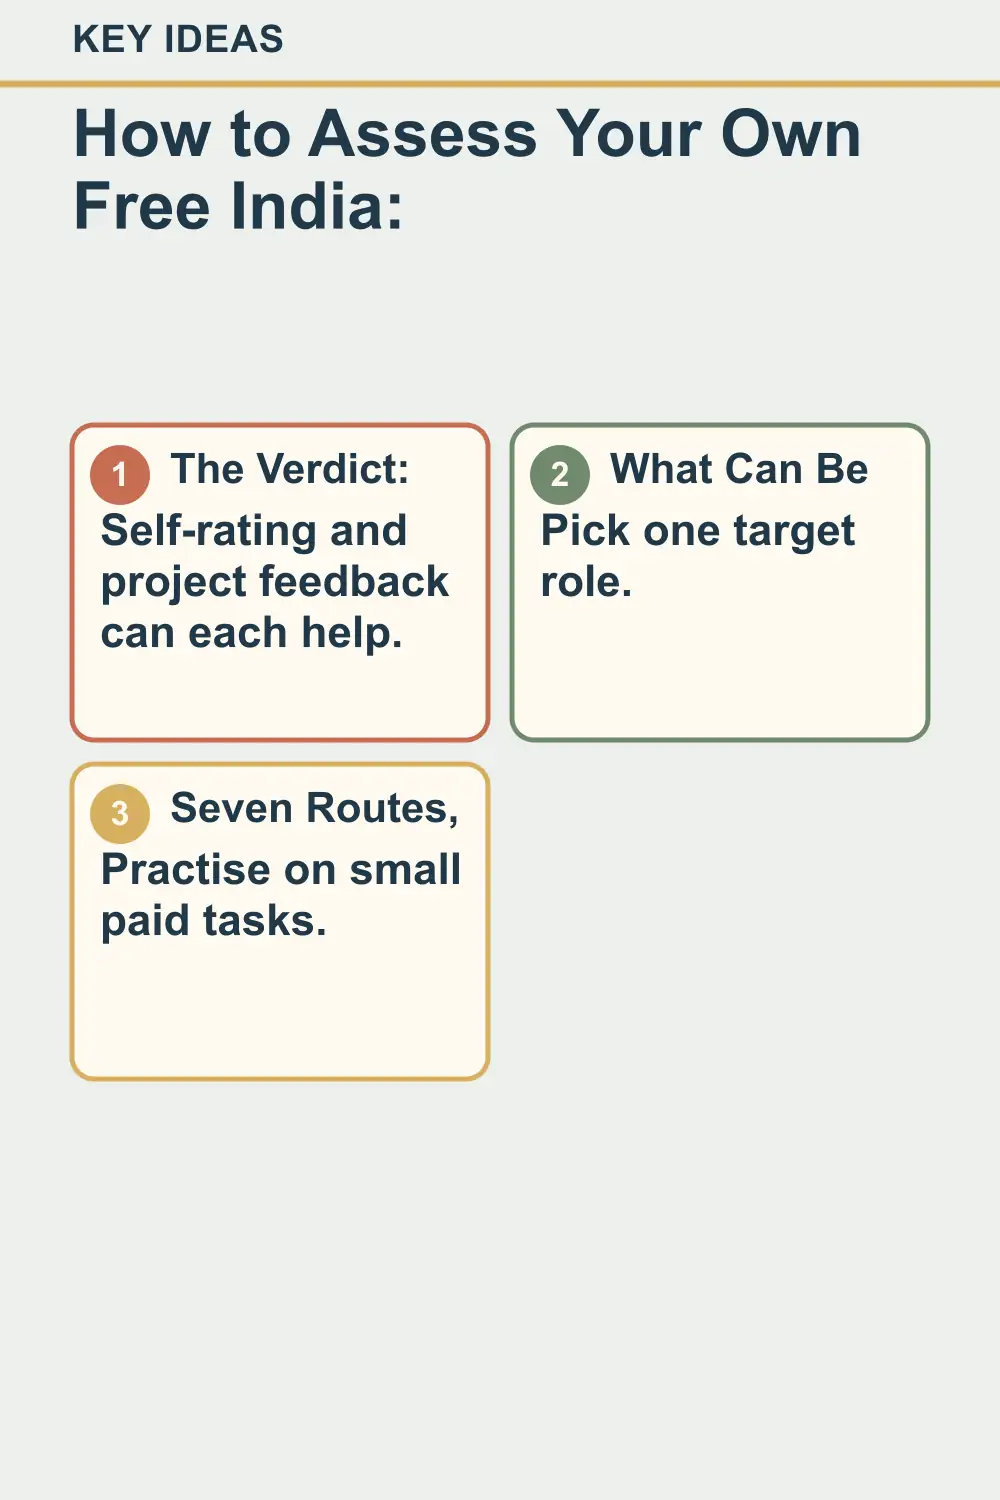 KEY IDEAS
How to Assess Your Own
Free India:
1 The Verdict:
Self-rating and
project feedback
can each help.
2 What Can Be
Pick one target
role.
3 Seven Routes,
Practise on small
paid tasks.